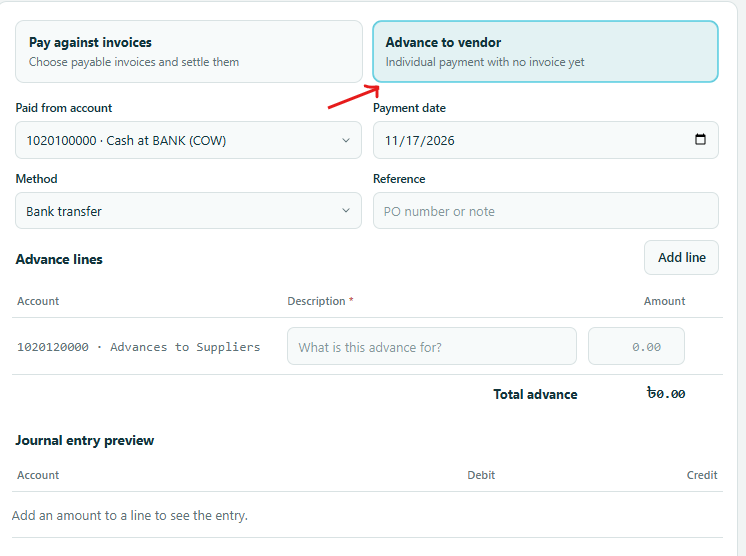 Pay against invoices
Choose payable invoices and settle them
Advance to vendor
Individual payment with no invoice yet
Paid from account
Payment date
1020100000 · Cash at BANK (COW)
11/17/2026
Method
Reference
Bank transfer
PO number or note
Advance lines
Add line
Account
Description *
Amount
1020120000 · Advances to Suppliers
What is this advance for?
0.00
Total advance
৳0.00
Journal entry preview
Account
Debit
Credit
Add an amount to a line to see the entry.